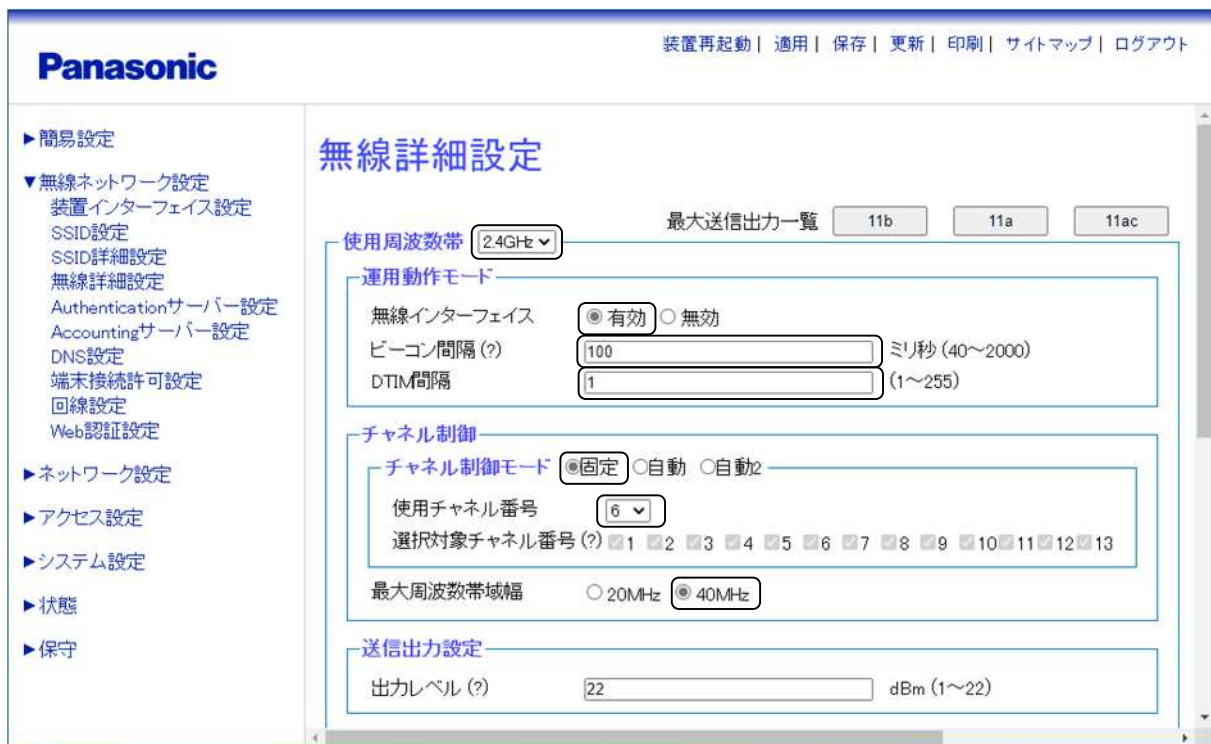 Panasonic
装置再起動| 適用| 保存| 更新| 印刷| サイトマップ| ログアウト
▶簡易設定
▼無線ネットワーク設定
装置インターフェイス設定
SSID設定
SSID詳細設定
無線詳細設定
Authenticationサーバー設定
Accountingサーバー設定
DNS設定
端末接続許可設定
回線設定
Web認証設定
▶ネットワーク設定
▶アクセス設定
▶システム設定
▶状態
▶保守
無線詳細設定
最大送信出力一覧 11b 11a 11ac
使用周波数帯 2.4GHz
運用動作モード
無線インターフェイス 有効 無効
ビーコン間隔(?) 100 ミリ秒(40～2000)
DTIM間隔 1 (1～255)
チャネル制御
チャネル制御モード 固定 自動 自動2
使用チャネル番号 6
選択対象チャネル番号(?) 1 2 3 4 5 6 7 8 9 10 11 12 13
最大周波数帯域幅 20MHz 40MHz
送信出力設定
出力レベル(?) 22 dBm(1～22)